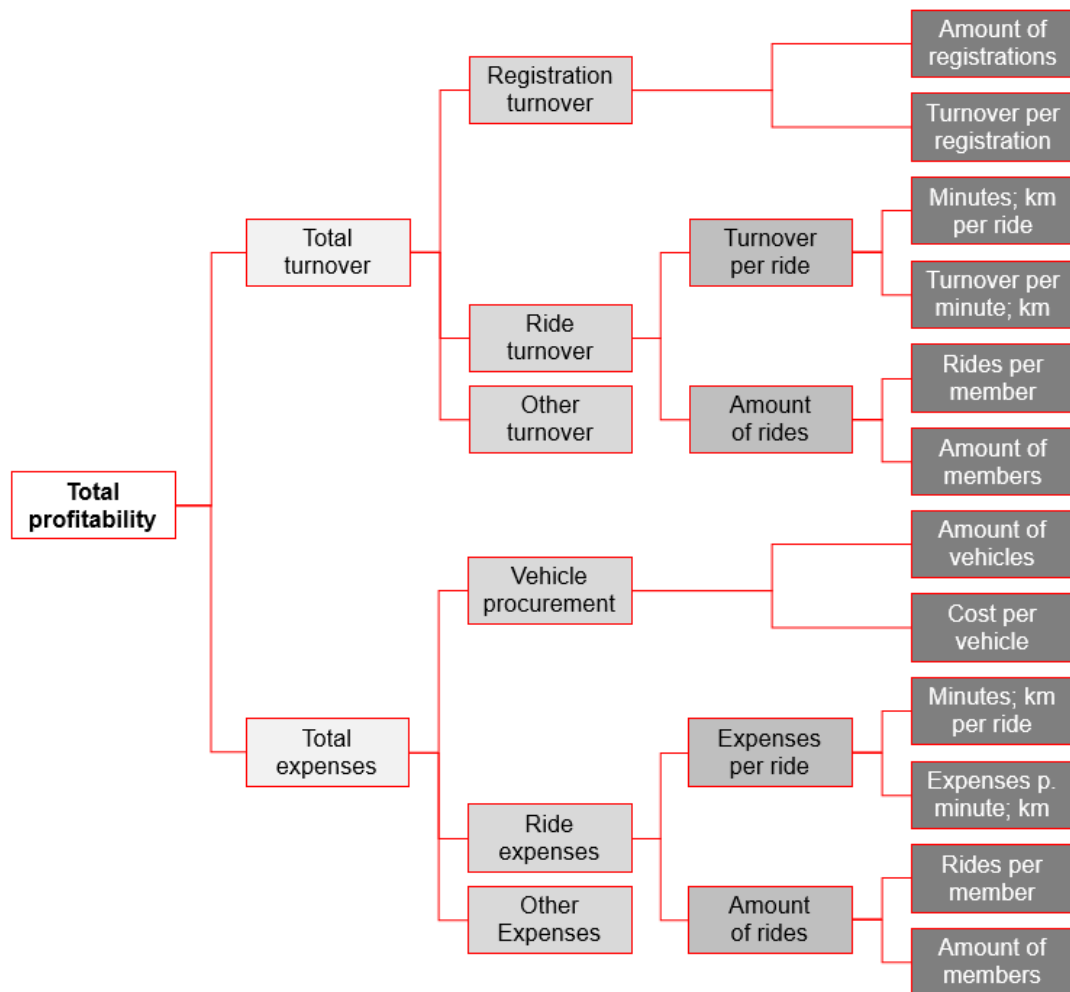 Amount of
registrations
Registration
turnover
Turnover per
registration
Minutes; km
per ride
Total
turnover
Turnover
per ride
Turnover per
minute; km
Ride
turnover
Rides per
member
Other
turnover
Amount
of rides
Amount of
members
Total
profitability
Amount of
vehicles
Vehicle
procurement
Cost per
vehicle
Minutes; km
per ride
Total
expenses
Expenses
per ride
Expenses p.
minute; km
Ride
expenses
Rides per
member
Other
Expenses
Amount
of rides
Amount of
members